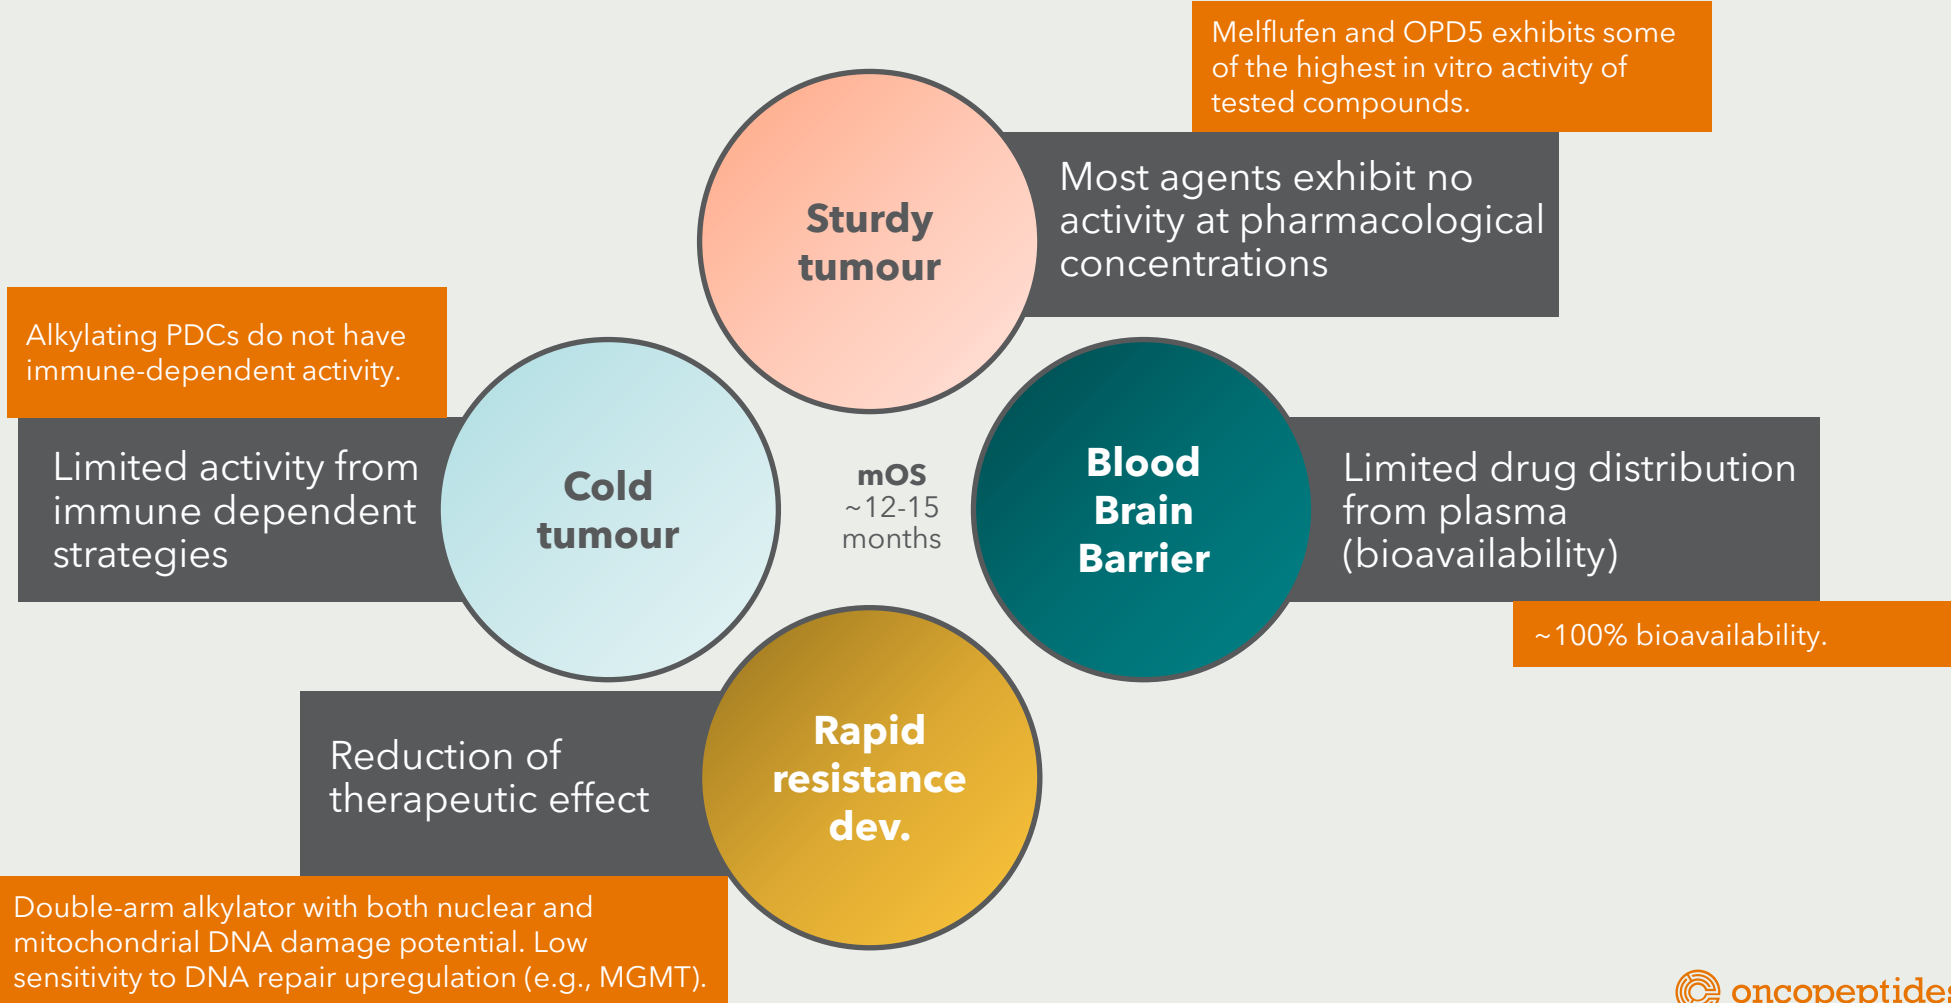 Melflufen and OPD5 exhibits some
of the highest in vitro activity of
tested compounds.
Sturdy
tumour
Most agents exhibit no
activity at pharmacological
concentrations
Alkylating PDCs do not have
immune-dependent activity.
Limited activity from
immune dependent
strategies
Cold
tumour
mOS
~12-15
months
Blood
Brain
Barrier
Limited drug distribution
from plasma
(bioavailability)
~100% bioavailability.
Reduction of
therapeutic effect
Rapid
resistance
dev.
Double-arm alkylator with both nuclear and
mitochondrial DNA damage potential. Low
sensitivity to DNA repair upregulation (e.g., MGMT).
oncopeptides